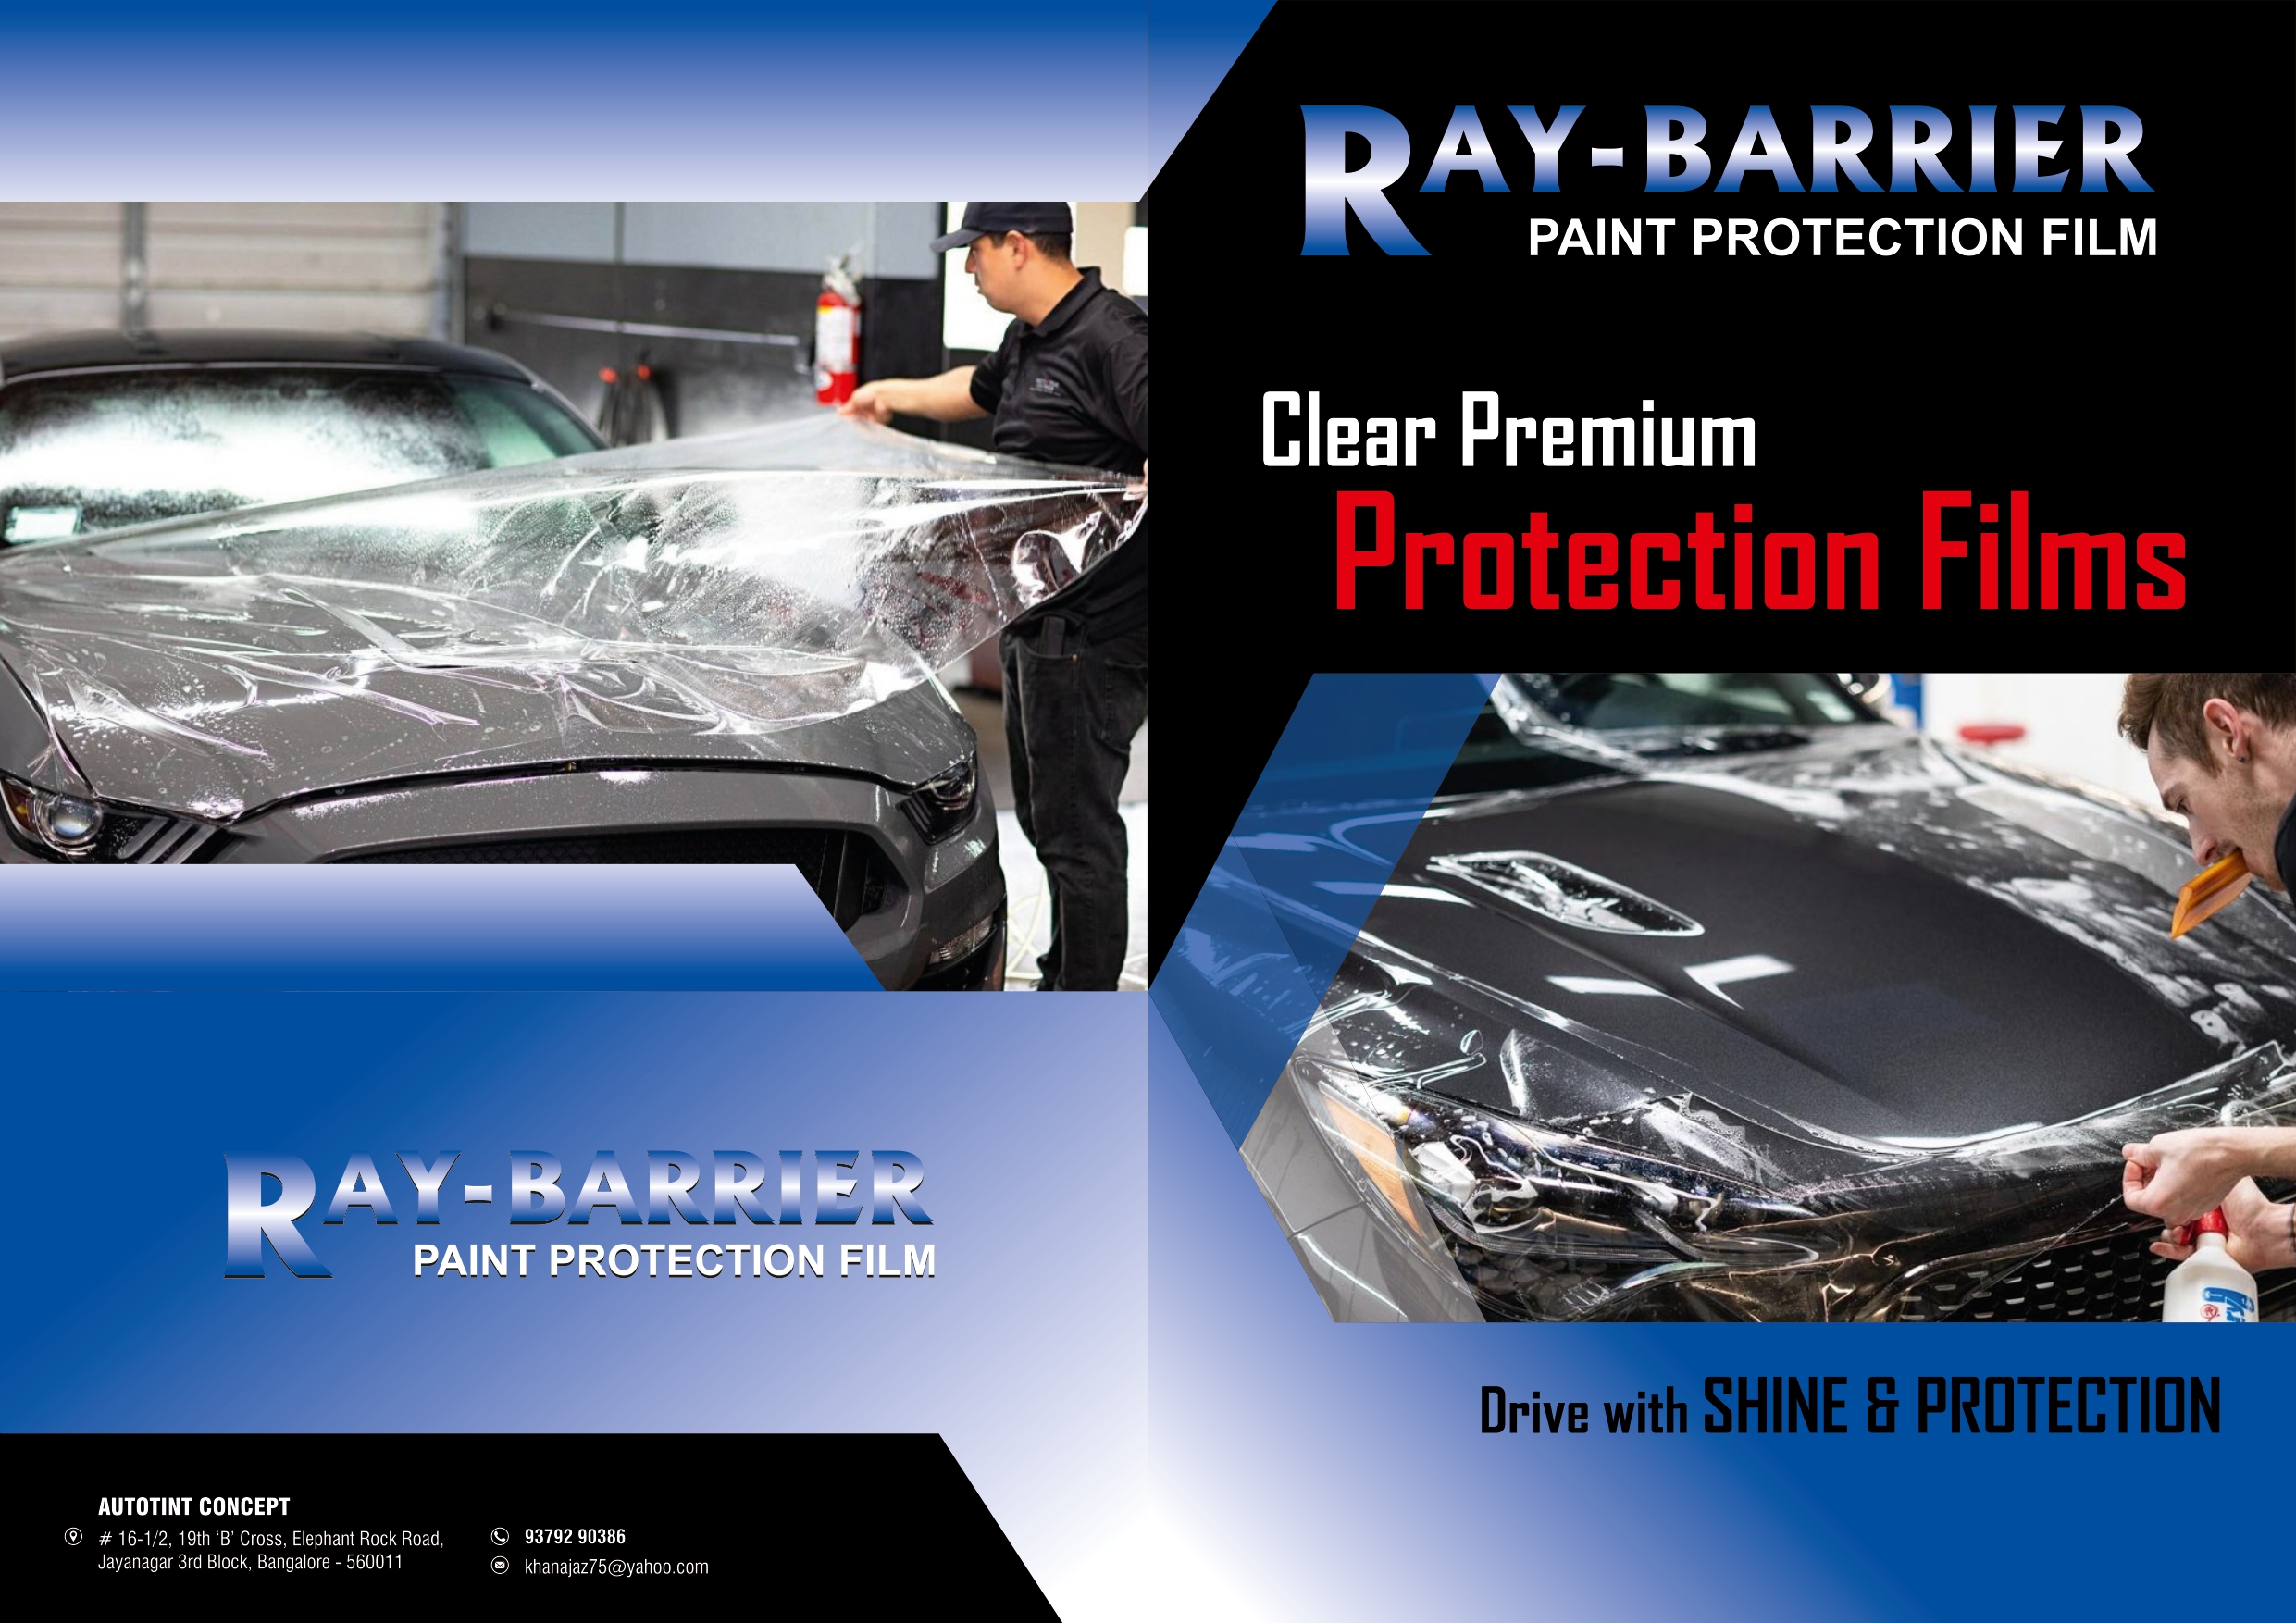 RAY-BARRIER
PAINT PROTECTION FILM
AUTOTINT CONCEPT
# 16-1/2, 19th ‘B’ Cross, Elephant Rock Road,
Jayanagar 3rd Block, Bangalore - 560011
93792 90386
khanajaz75@yahoo.com
RAY-BARRIER
PAINT PROTECTION FILM
Clear Premium
Protection Films
Drive with SHINE & PROTECTION